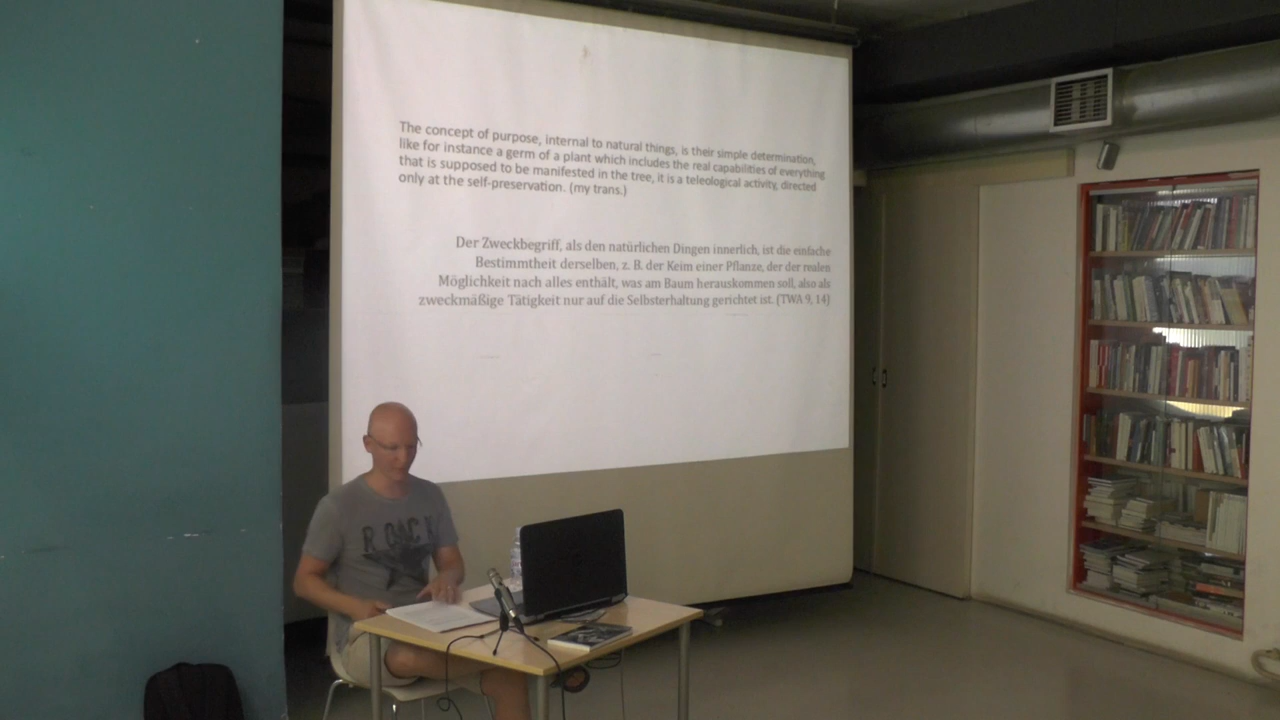 The concept of purpose, internal to natural things, is their simple determination,
like for instance a germ of a plant which includes the real capabilities of everything
that is supposed to be manifested in the tree, it is a teleological activity, directed
only at the self-preservation. (my trans.)
Der Zweckbegriff, als den natürlichen Dingen innerlich, ist die einfache
Bestimmtheit derselben, z. B. der Keim einer Pflanze, der der realen
Möglichkeit nach alles enthält, was am Baum herauskommen soll, also als
zweckmäßige Tätigkeit nur auf die Selbsterhaltung gerichtet ist. (TWA 9, 14)